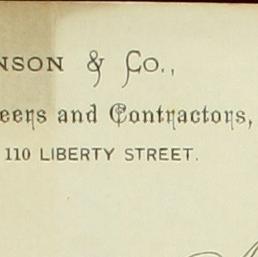 NSON & Co.,
eers and Contractors,
110 LIBERTY STREET.